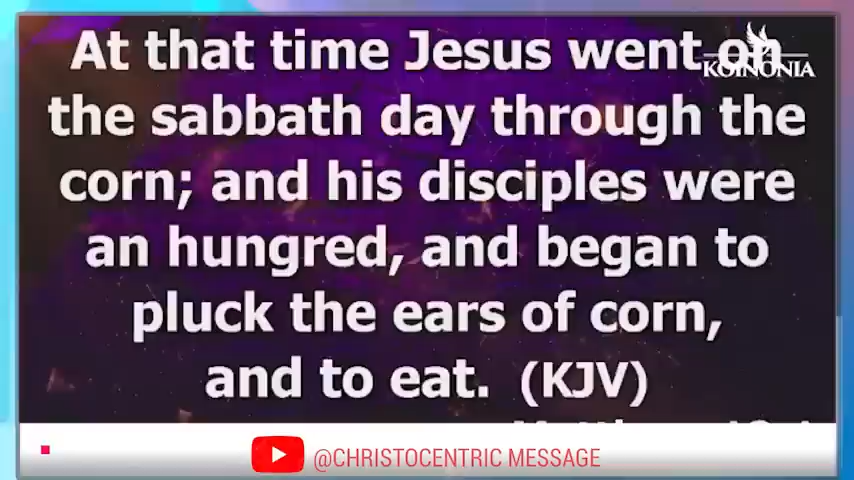 At that time Jesus went on
KOINONIA
the sabbath day through the
corn; and his disciples were
an hungred, and began to
pluck the ears of corn,
and to eat. (KJV)
@CHRISTOCENTRIC MESSAGE